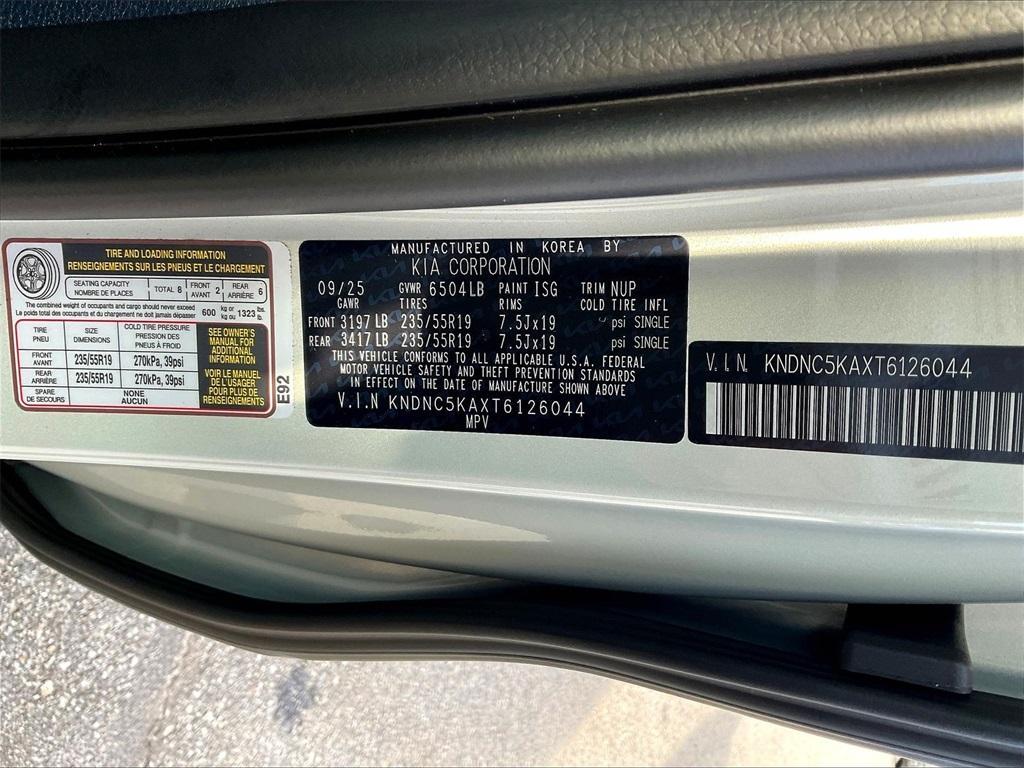 TIRE AND LOADING INFORMATION
RENSEIGNEMENTS SUR LES PNEUS ET LE CHARGEMENT
SEATING CAPACITY
NOMBRE DE PLACES
TOTAL 8
FRONT
AVANT 2
REAR
ARRIÈRE 6
The combined weight of occupants and cargo should never exceed
Le poids total des occupants et du chargement ne doit jamais dépasser
600 kg or kg ou 1323 lbs. lb.
TIRE
PNEU
SIZE
DIMENSIONS
COLD TIRE PRESSURE
PRESSION DES
PNEUS À FROID
FRONT
AVANT
235/55R19
270kPa, 39psi
REAR
ARRIÈRE
235/55R19
270kPa, 39psi
SPARE
DE SECOURS
NONE
AUCUN
SEE OWNER'S
MANUAL FOR
ADDITIONAL
INFORMATION
VOIR LE MANUEL
DE L'USAGER
POUR PLUS DE
RENSEIGNEMENTS
E92
MANUFACTURED IN KOREA BY
KIA CORPORATION
09/25 GVWR 6504LB PAINT ISG TRIM NUP
GAWR TIRES RIMS COLD TIRE INFL
FRONT 3197 LB 235/55R19 7.5Jx19 psi SINGLE
REAR 3417 LB 235/55R19 7.5Jx19 psi SINGLE
THIS VEHICLE CONFORMS TO ALL APPLICABLE U.S.A. FEDERAL
MOTOR VEHICLE SAFETY AND THEFT PREVENTION STANDARDS
IN EFFECT ON THE DATE OF MANUFACTURE SHOWN ABOVE
V.I.N KNDNC5KAXT6126044
MPV
V.I.N. KNDNC5KAXT6126044